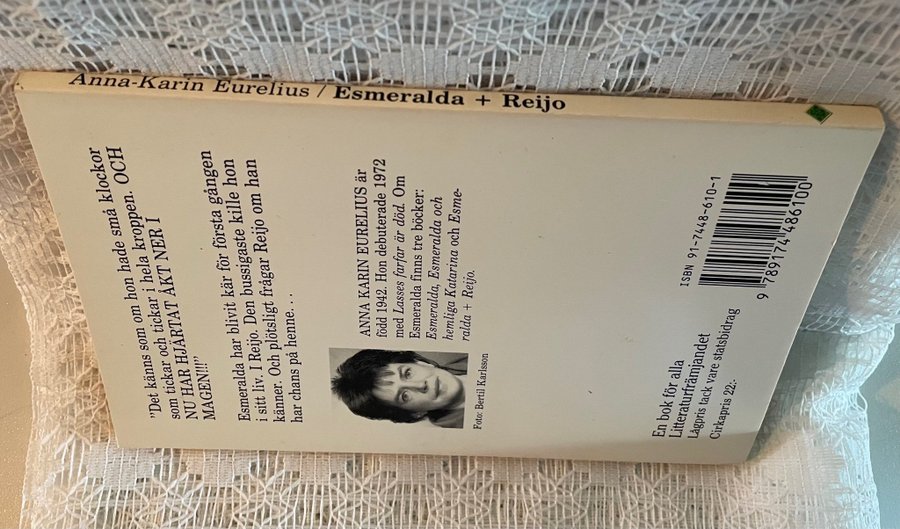 Anna-Karin Eurelius / Esmeralda + Reijo
"Det känns som om hon hade små klockor
som tickar och tickar i hela kroppen. OCH
NU HAR HJÄRTAT ÅKT NER I
MAGEN!!!"
Esmeralda har blivit kär för första gången
i sitt liv. I Reijo. Den bussigaste kille hon
känner. Och plötsligt frågar Reijo om han
har chans på henne. . .
ANNA KARIN EURELIUS är
född 1942. Hon debuterade 1972
med Lasses farfar är död. Om
Esmeralda finns tre böcker:
Esmeralda, Esmeralda och
hemliga Katarina och Esme-
ralda + Reijo.
Foto: Bertil Karlsson
En bok för alla
Litteraturfrämjandet
Lågpris tack vare statsbidrag
Cirkapris 22:-
ISBN 91-7448-610-1
9 789174 486100